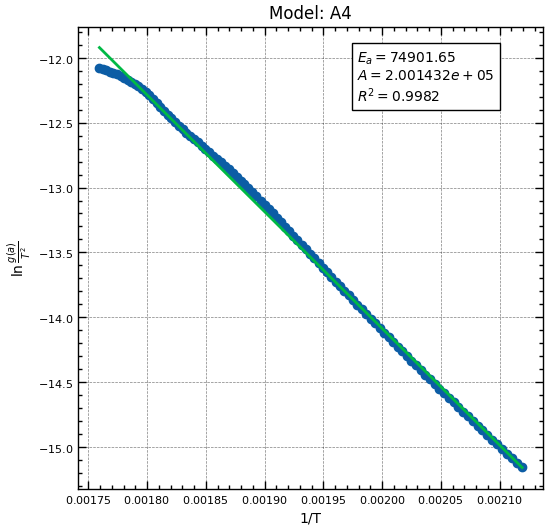 Model: A4
E_a = 74901.65
A = 2.001432e + 05
R^2 = 0.9982
−12.0
−12.5
−13.0
−13.5
−14.0
−14.5
−15.0
ln g(a)/T^2
0.00175 0.00180 0.00185 0.00190 0.00195 0.00200 0.00205 0.00210
1/T